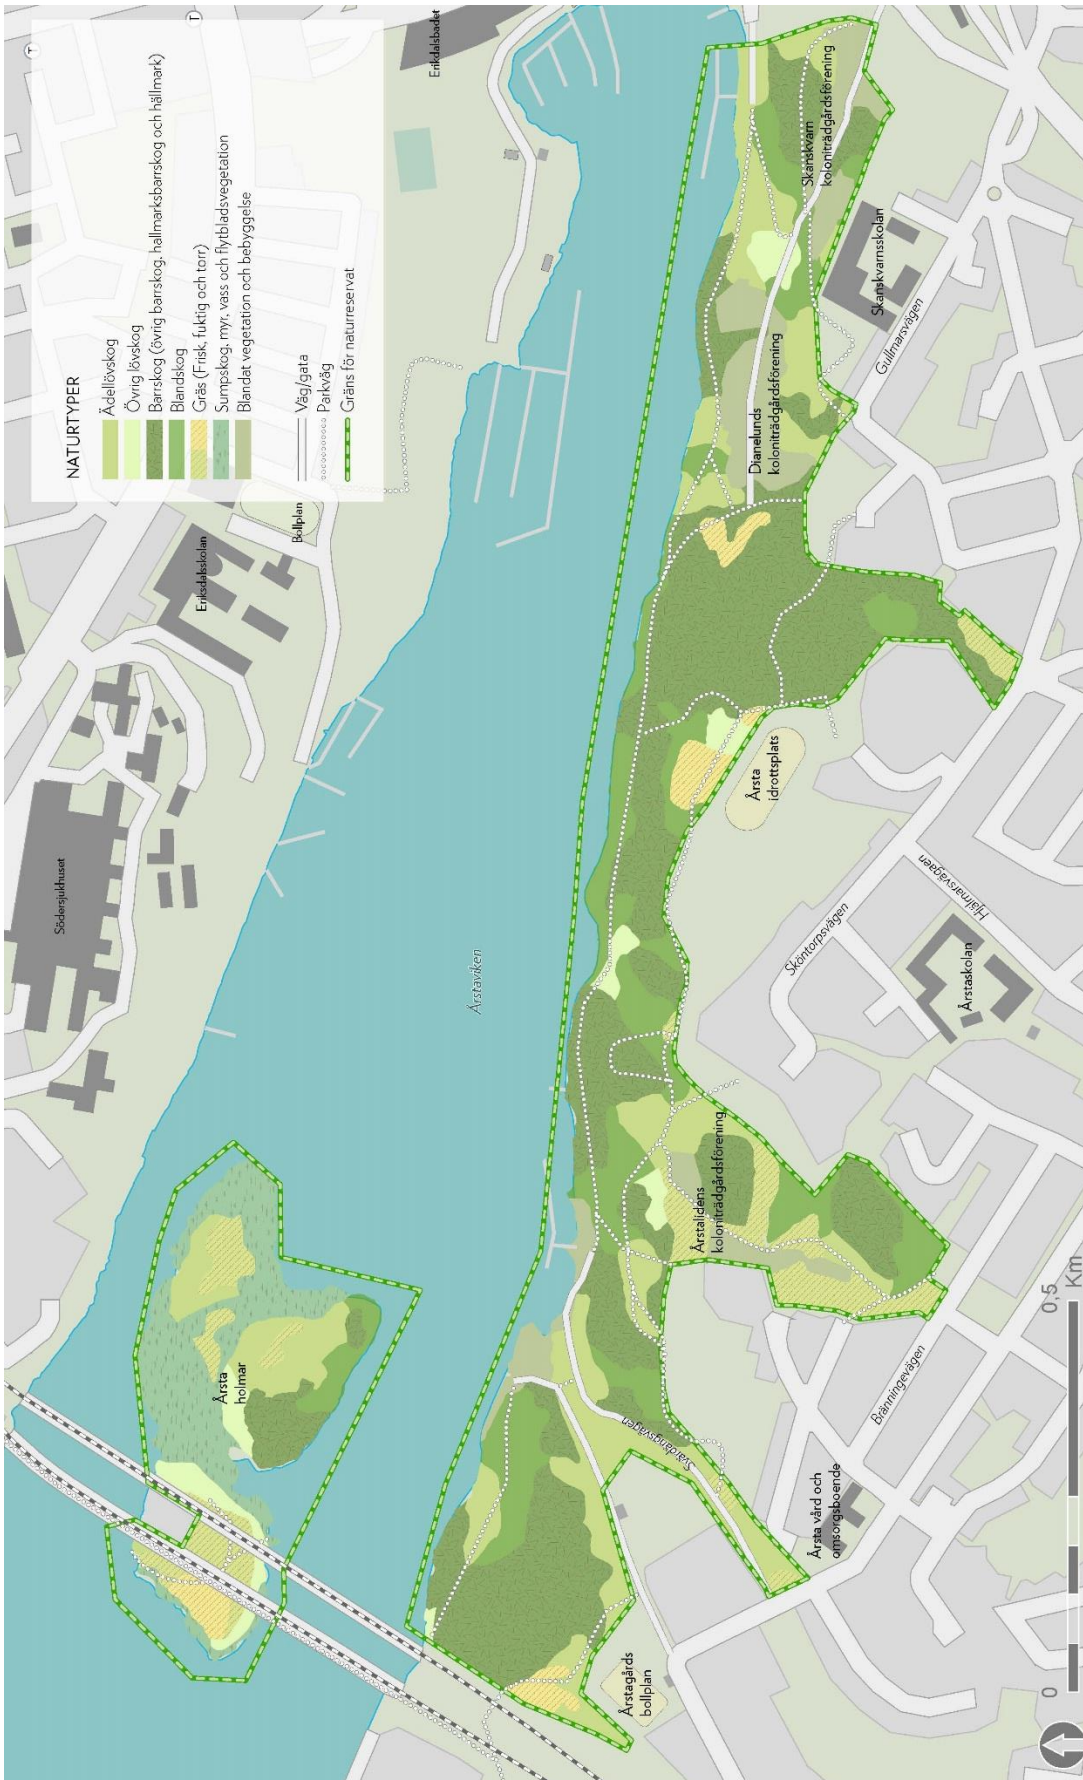 NATURTYPER
Ädellövskog
Övrig lövskog
Barrskog (övrig barrskog, hällmarksbarrskog och hällmark)
Blandskog
Gräs (Frisk, fuktig och torr)
Sumpskog, myr, vass och flytbladsvegetation
Blandat vegetation och bebyggelse
Väg/gata
Parkväg
Gräns för naturreservat
T
T
Eriksdalsbadet
Bollplan
Eriksdalsskolan
Södersjukhuset
Årstaviken
Årsta
holmar
Skanskvarn
koloniträdgårdsförening
Skanskvarnsskolan
Gullmarsvägen
Dianelunds
koloniträdgårdsförening
Årsta
idrottsplats
Sköntorpsvägen
Hjälmarsvägäen
Årstaskolan
Årstalidens
koloniträdgårdsförening
Bränningevägen
Svärdlångsvägen
Årsta vård och
omsorgsboende
Årstagårds
bollplan
0
0,5
Km